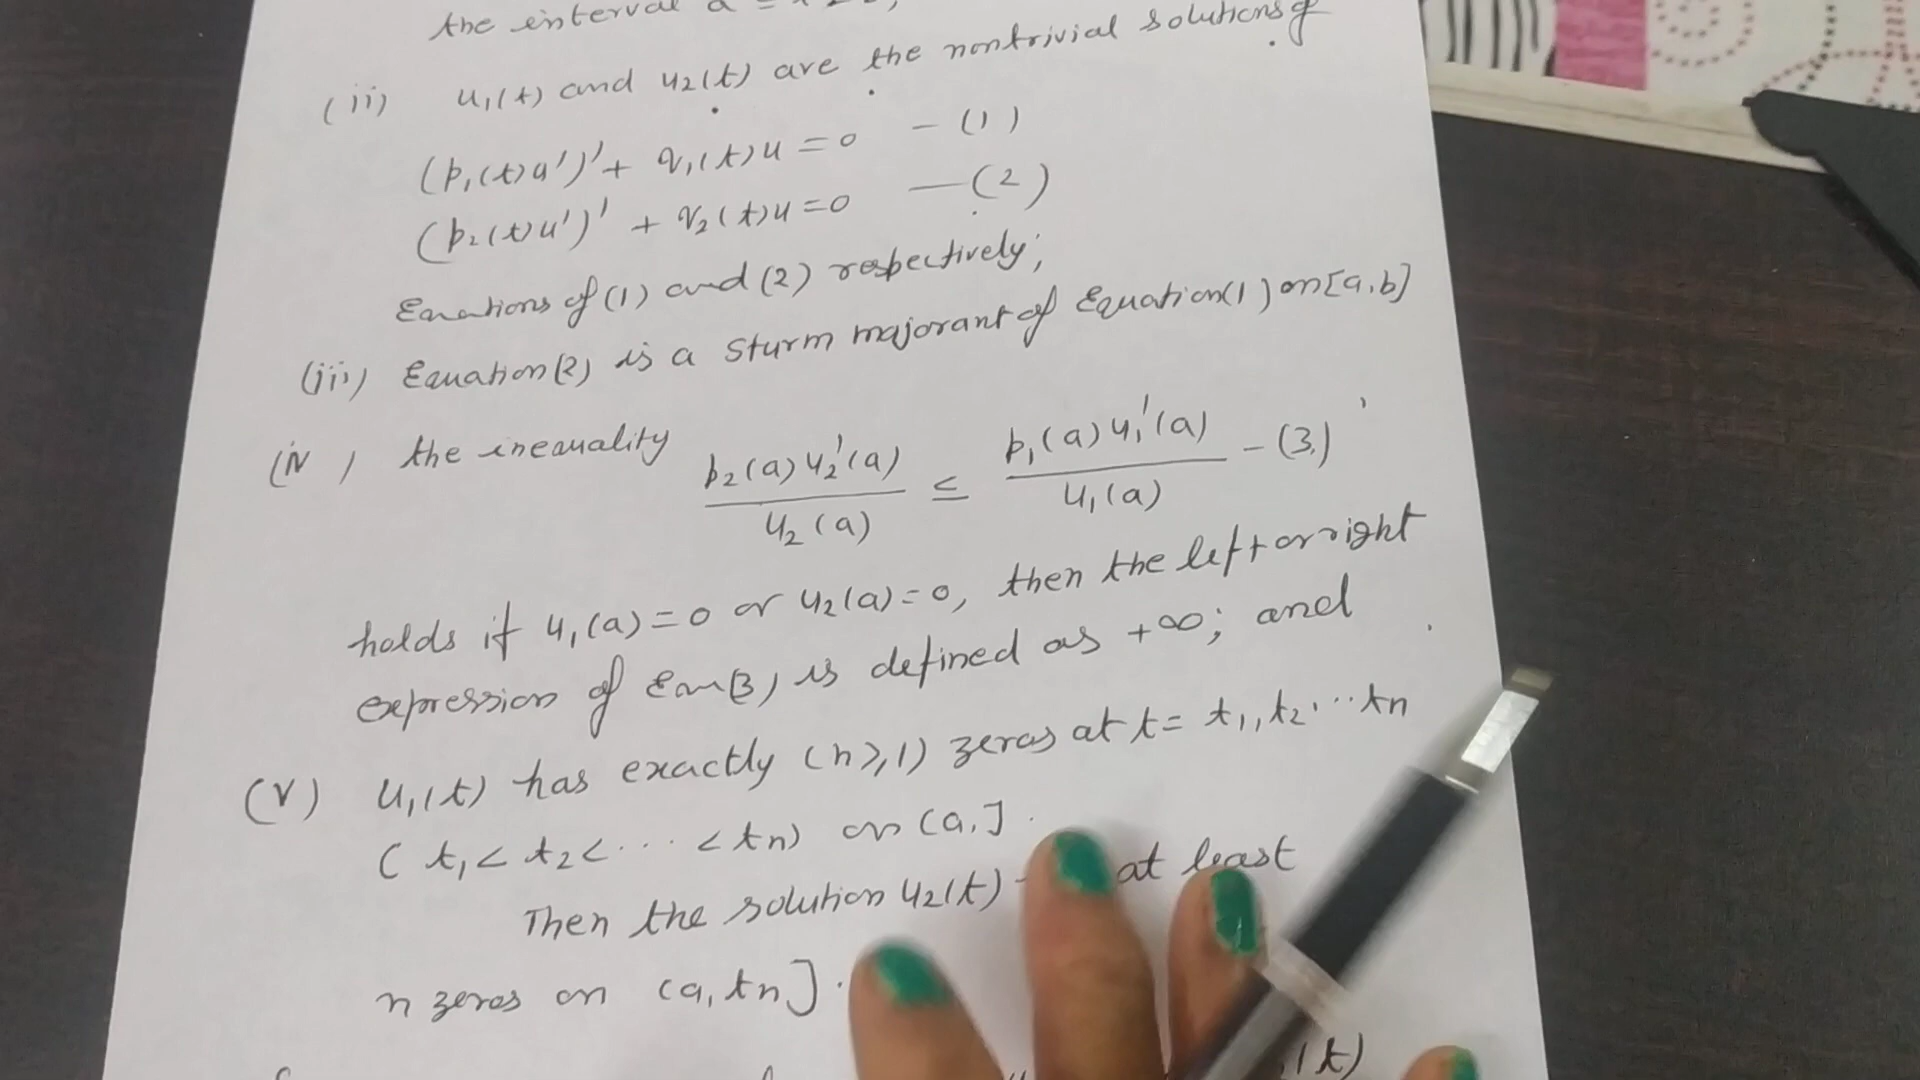 the interval a
(ii) u₁(t) and u₂(t) are the nontrivial solutions of
(p₁(t)u')' + q₁(t)u = 0 — (1)
(p₂(t)u')' + q₂(t)u = 0 — (2)
Equations of (1) and (2) respectively;
(iii) Equation(2) is a Sturm majorant of Equation(1) on [a,b]
(iv) the inequality p₂(a)u₂'(a) / u₂(a) ≤ p₁(a)u₁'(a) / u₁(a) — (3)
holds if u₁(a) = 0 or u₂(a) = 0, then the left or right
expression of Eqn(3) is defined as +∞; and
(V) u₁(t) has exactly (n≥1) zeros at t = t₁, t₂ ... tn
(t₁ < t₂ < ... < tn) on (a,].
Then the solution u₂(t) at least
n zeros on (a, tn].
(t)